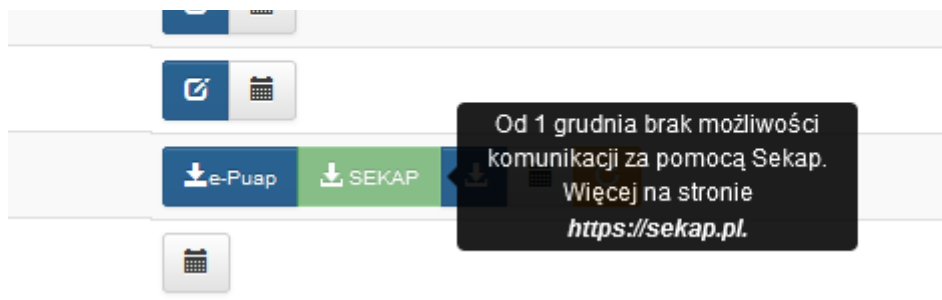 Od 1 grudnia brak możliwości
komunikacji za pomocą Sekap.
Więcej na stronie
https://sekap.pl.
e-Puap SEKAP